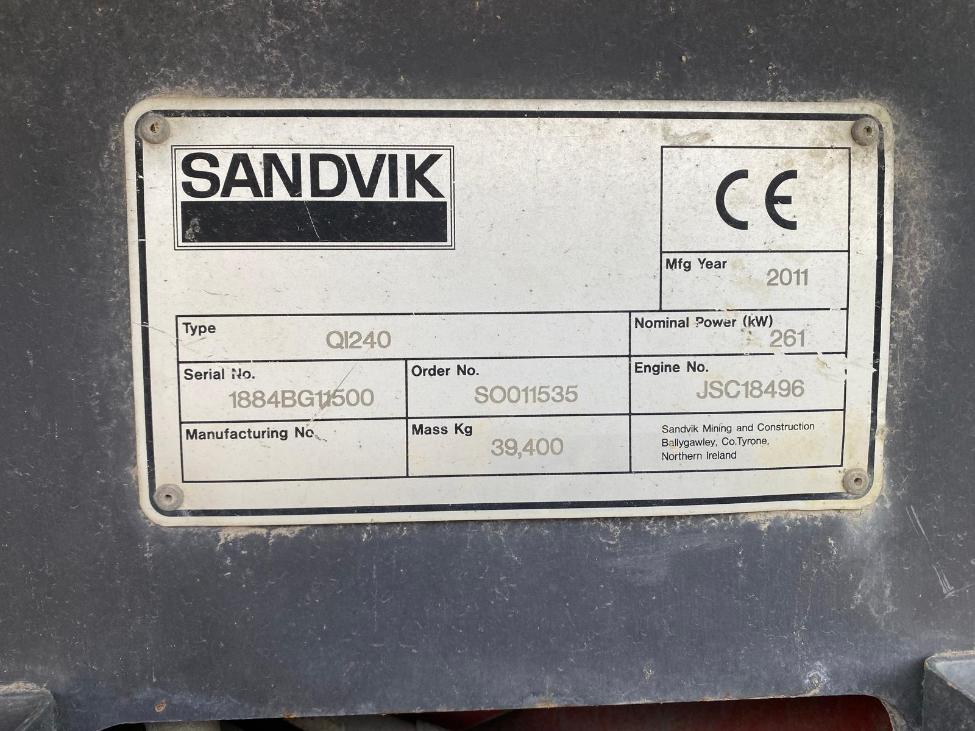 SANDVIK
CE
Mfg Year
2011
Type
QI240
Nominal Power (kW)
261
Serial No.
1884BG11500
Order No.
SO011535
Engine No.
JSC18496
Manufacturing No.
Mass Kg
39,400
Sandvik Mining and Construction
Ballygawley, Co.Tyrone,
Northern Ireland